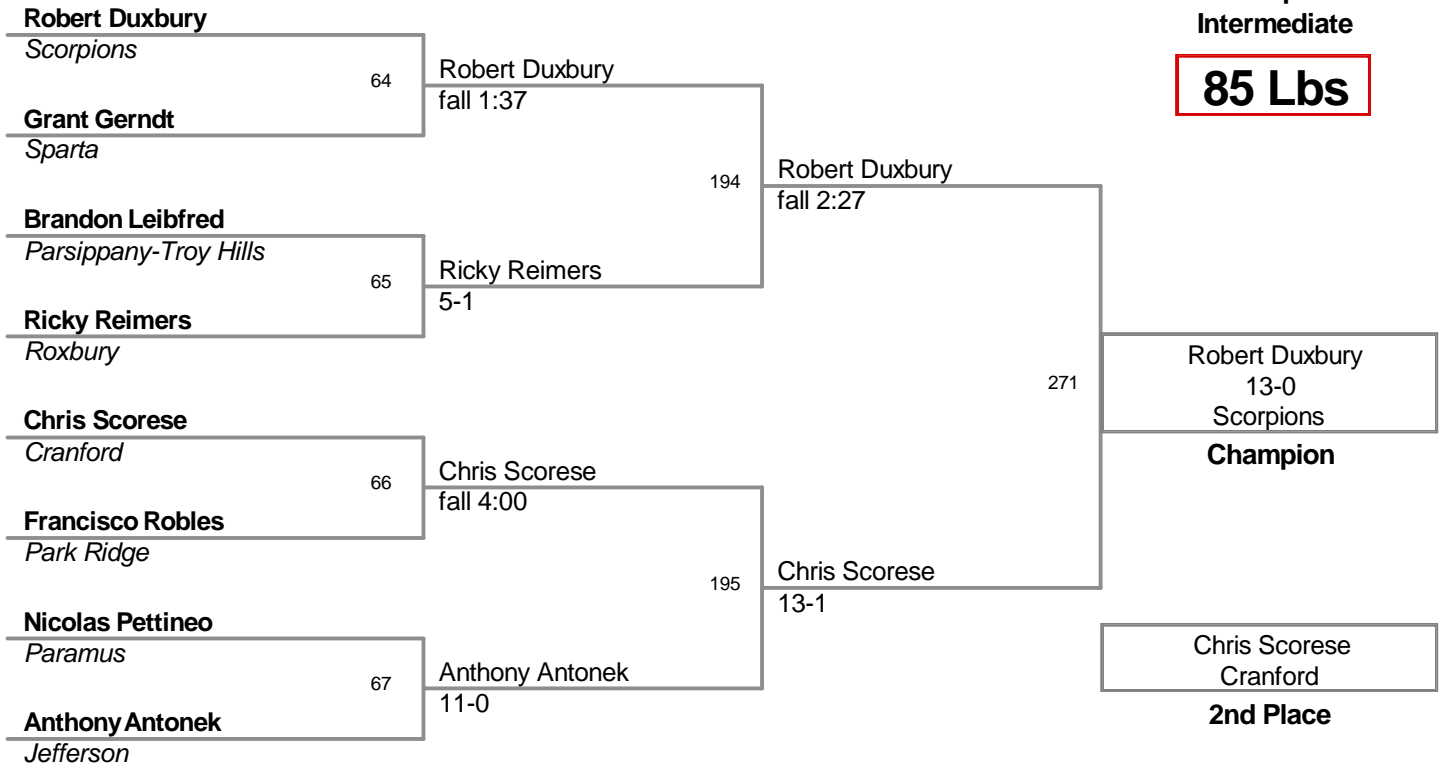 Intermediate
85 Lbs
Robert Duxbury
Scorpions
64
Grant Gerndt
Sparta
Robert Duxbury
fall 1:37
Brandon Leibfred
Parsippany-Troy Hills
65
Ricky Reimers
Roxbury
Ricky Reimers
5-1
194
Robert Duxbury
fall 2:27
Chris Scorese
Cranford
66
Francisco Robles
Park Ridge
Chris Scorese
fall 4:00
Nicolas Pettineo
Paramus
67
Anthony Antonek
Jefferson
Anthony Antonek
11-0
195
Chris Scorese
13-1
271
Robert Duxbury
13-0
Scorpions
Champion
Chris Scorese
Cranford
2nd Place